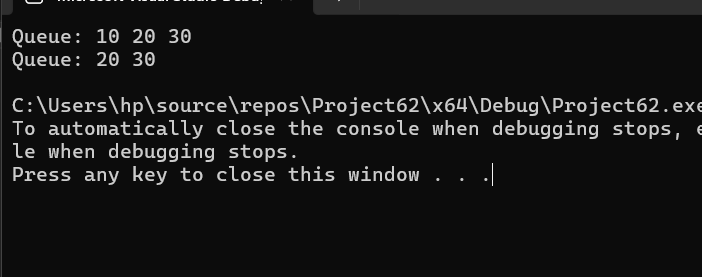 Queue: 10 20 30
Queue: 20 30
C:\Users\hp\source\repos\Project62\x64\Debug\Project62.exe
To automatically close the console when debugging stops, e
le when debugging stops.
Press any key to close this window . . .